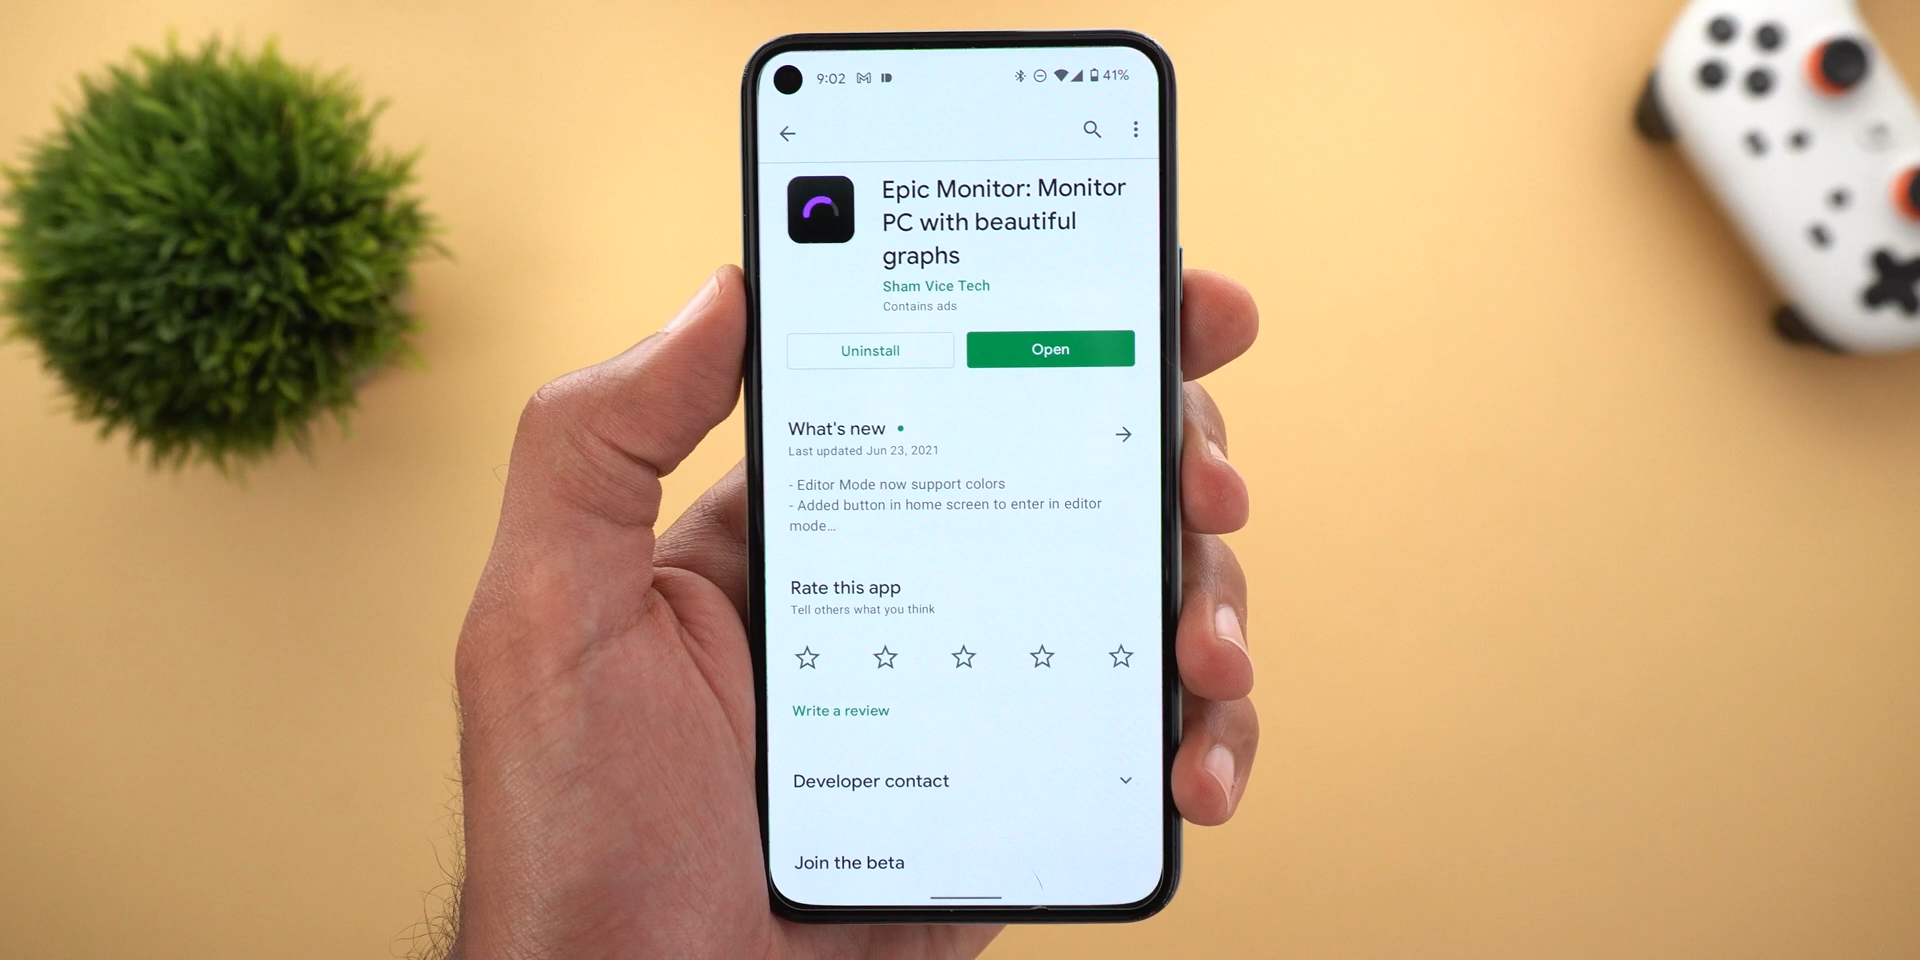 9:02
41%
Epic Monitor: Monitor
PC with beautiful
graphs
Sham Vice Tech
Contains ads
Uninstall
Open
What's new
Last updated Jun 23, 2021
- Editor Mode now support colors
- Added button in home screen to enter in editor
mode...
Rate this app
Tell others what you think
Write a review
Developer contact
Join the beta